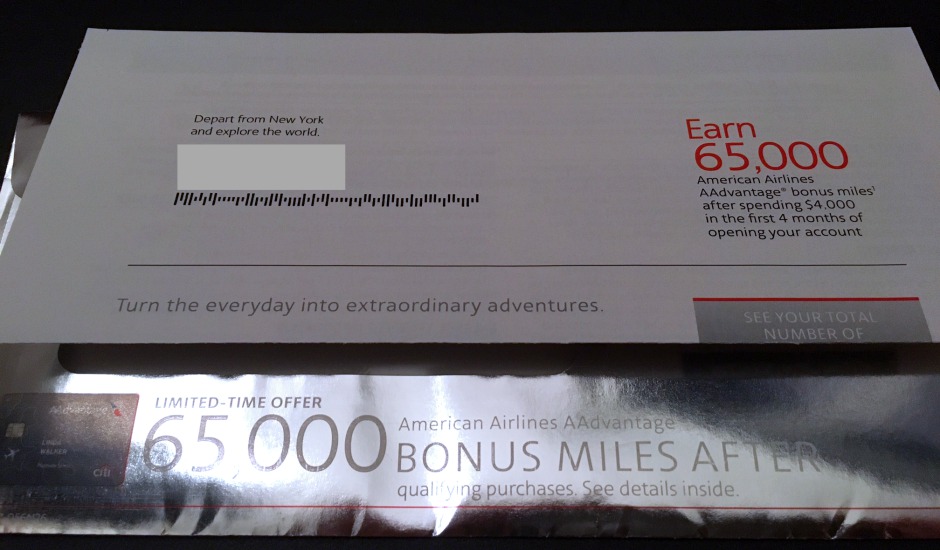 Depart from New York
and explore the world.
Earn
65,000
American Airlines
AAdvantage® bonus miles¹
after spending $4,000
in the first 4 months of
opening your account
Turn the everyday into extraordinary adventures.
SEE YOUR TOTAL
NUMBER OF
LIMITED-TIME OFFER
65,000
American Airlines AAdvantage
BONUS MILES AFTER
qualifying purchases. See details inside.
AAdvantage
LINDA
WALKER
citi